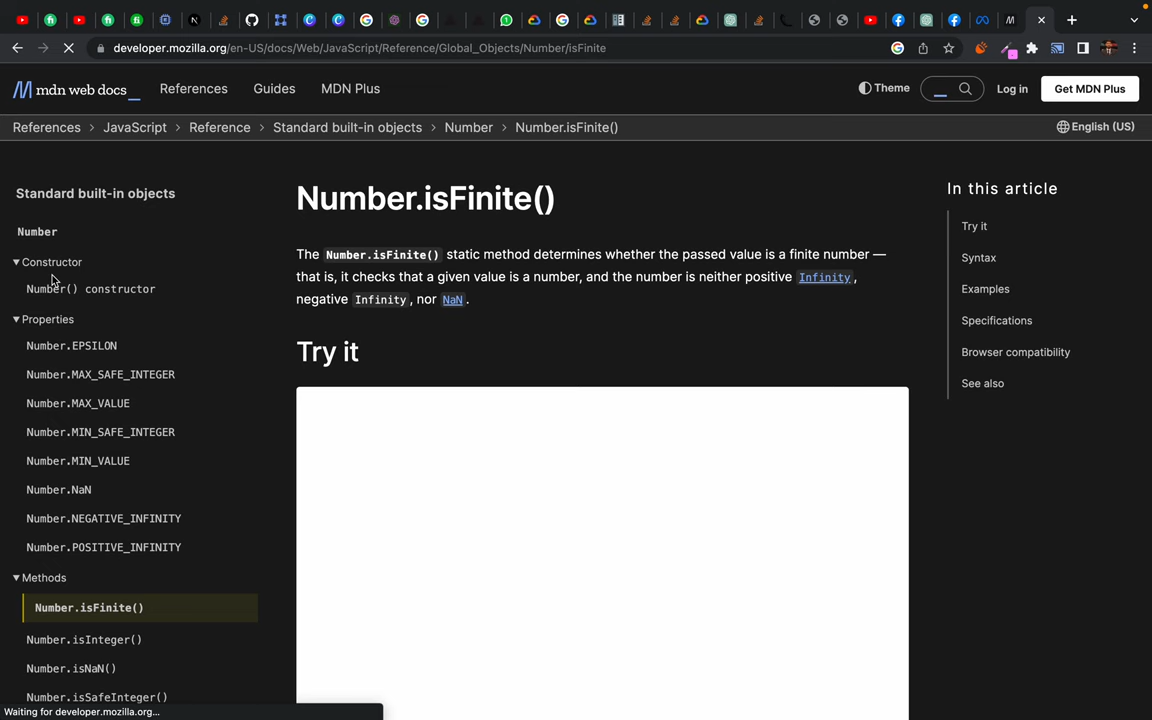 developer.mozilla.org/en-US/docs/Web/JavaScript/Reference/Global_Objects/Number/isFinite
mdn web docs_
References
Guides
MDN Plus
Theme
Log in
Get MDN Plus
References > JavaScript > Reference > Standard built-in objects > Number > Number.isFinite()
English (US)
Standard built-in objects
Number
Constructor
Number() constructor
Properties
Number.EPSILON
Number.MAX_SAFE_INTEGER
Number.MAX_VALUE
Number.MIN_SAFE_INTEGER
Number.MIN_VALUE
Number.NaN
Number.NEGATIVE_INFINITY
Number.POSITIVE_INFINITY
Methods
Number.isFinite()
Number.isInteger()
Number.isNaN()
Number.isSafeInteger()
Waiting for developer.mozilla.org...
Number.isFinite()
The Number.isFinite() static method determines whether the passed value is a finite number —
that is, it checks that a given value is a number, and the number is neither positive Infinity,
negative Infinity, nor NaN.
Try it
In this article
Try it
Syntax
Examples
Specifications
Browser compatibility
See also